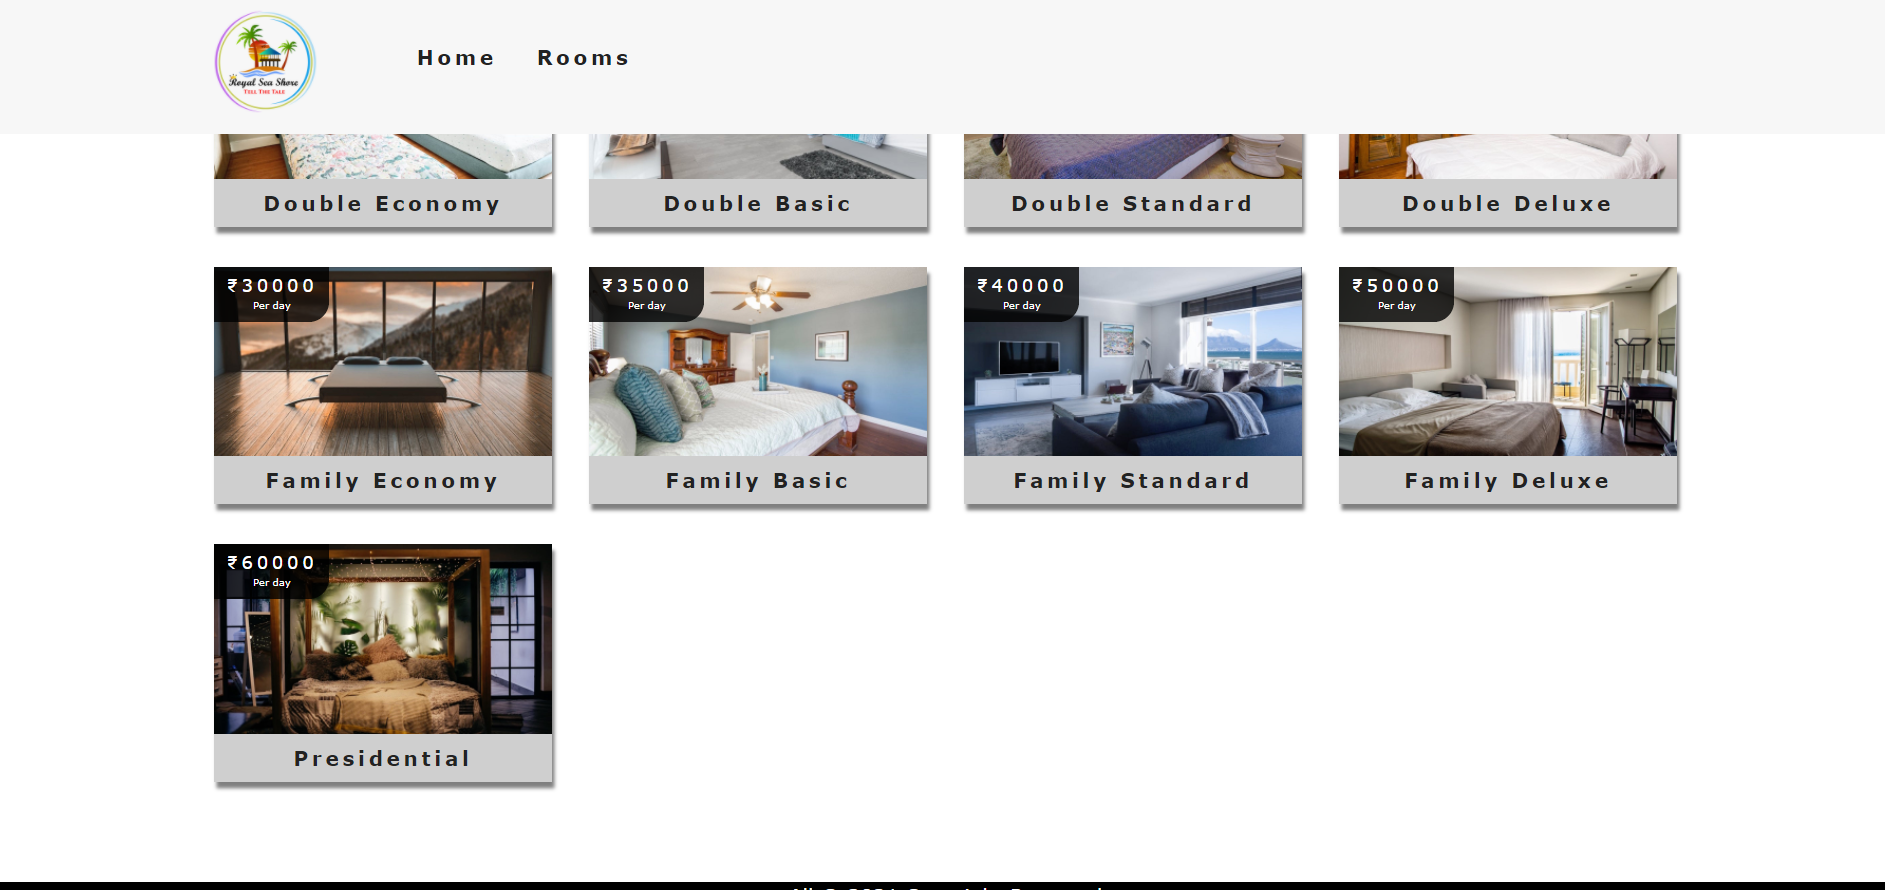 Royal Sea Shore
TELL THE TALE
Home Rooms
Double Economy
Double Basic
Double Standard
Double Deluxe
₹30000
Per day
Family Economy
₹35000
Per day
Family Basic
₹40000
Per day
Family Standard
₹50000
Per day
Family Deluxe
₹60000
Per day
Presidential